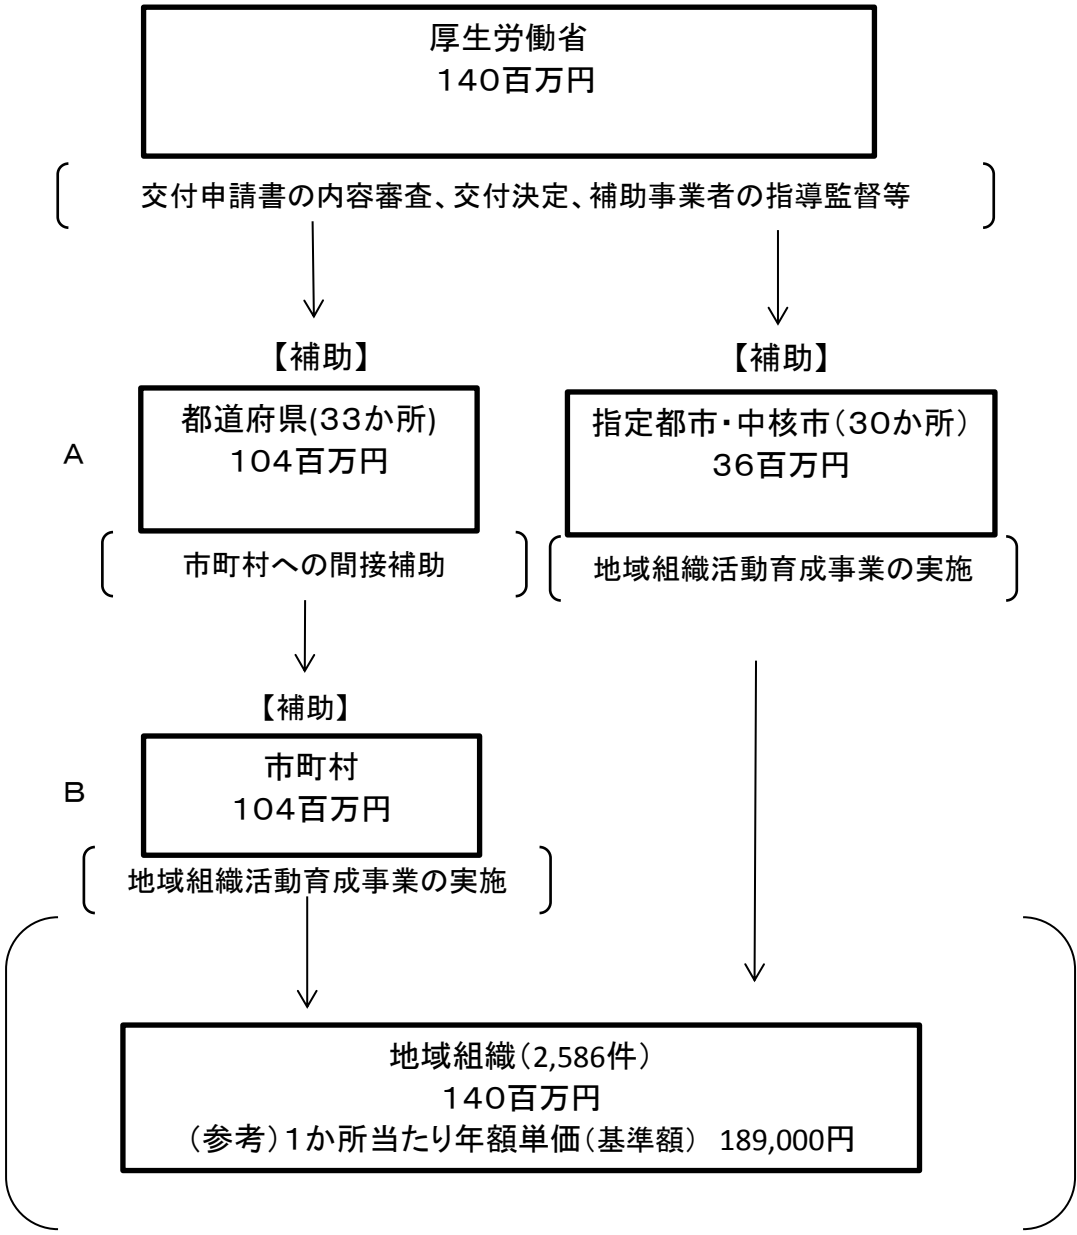 厚生労働省
140百万円
交付申請書の内容審査、交付決定、補助事業者の指導監督等
【補助】
【補助】
A
都道府県(33か所)
104百万円
指定都市・中核市(30か所)
36百万円
市町村への間接補助
地域組織活動育成事業の実施
【補助】
B
市町村
104百万円
地域組織活動育成事業の実施
地域組織(2,586件)
140百万円
(参考)1か所当たり年額単価(基準額) 189,000円